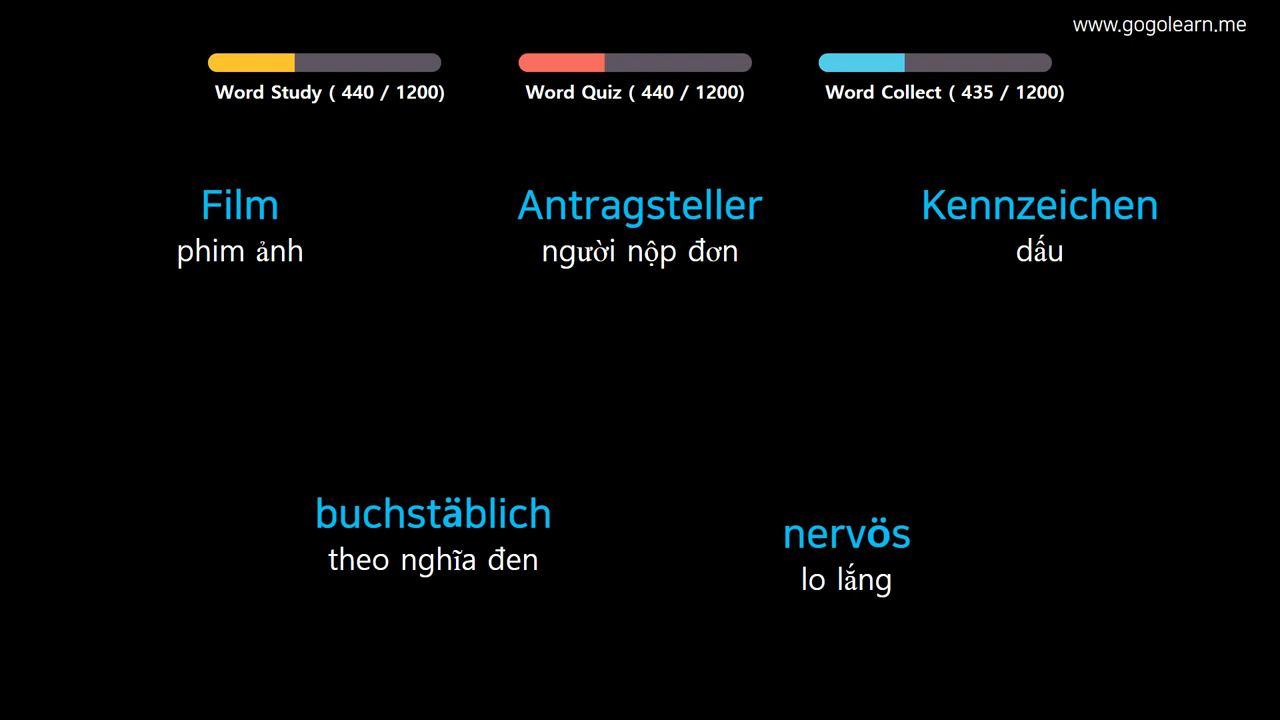 www.gogolearn.me
Word Study ( 440 / 1200)
Word Quiz ( 440 / 1200)
Word Collect ( 435 / 1200)
Film
phim ảnh
Antragsteller
người nộp đơn
Kennzeichen
dấu
buchstäblich
theo nghĩa đen
nervös
lo lắng